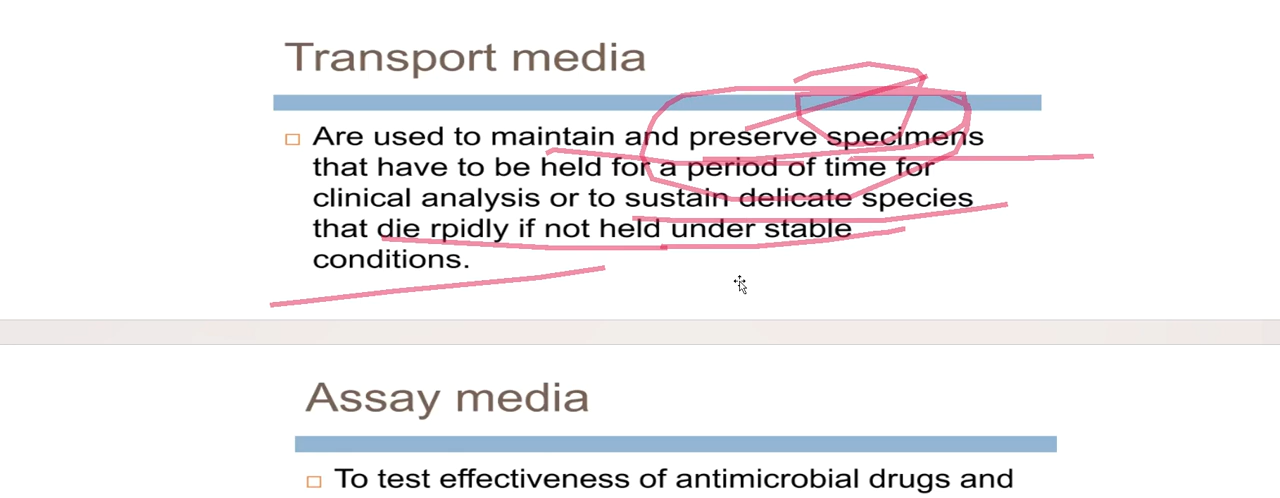 Transport media
Are used to maintain and preserve specimens
that have to be held for a period of time for
clinical analysis or to sustain delicate species
that die rpidly if not held under stable
conditions.
Assay media
To test effectiveness of antimicrobial drugs and